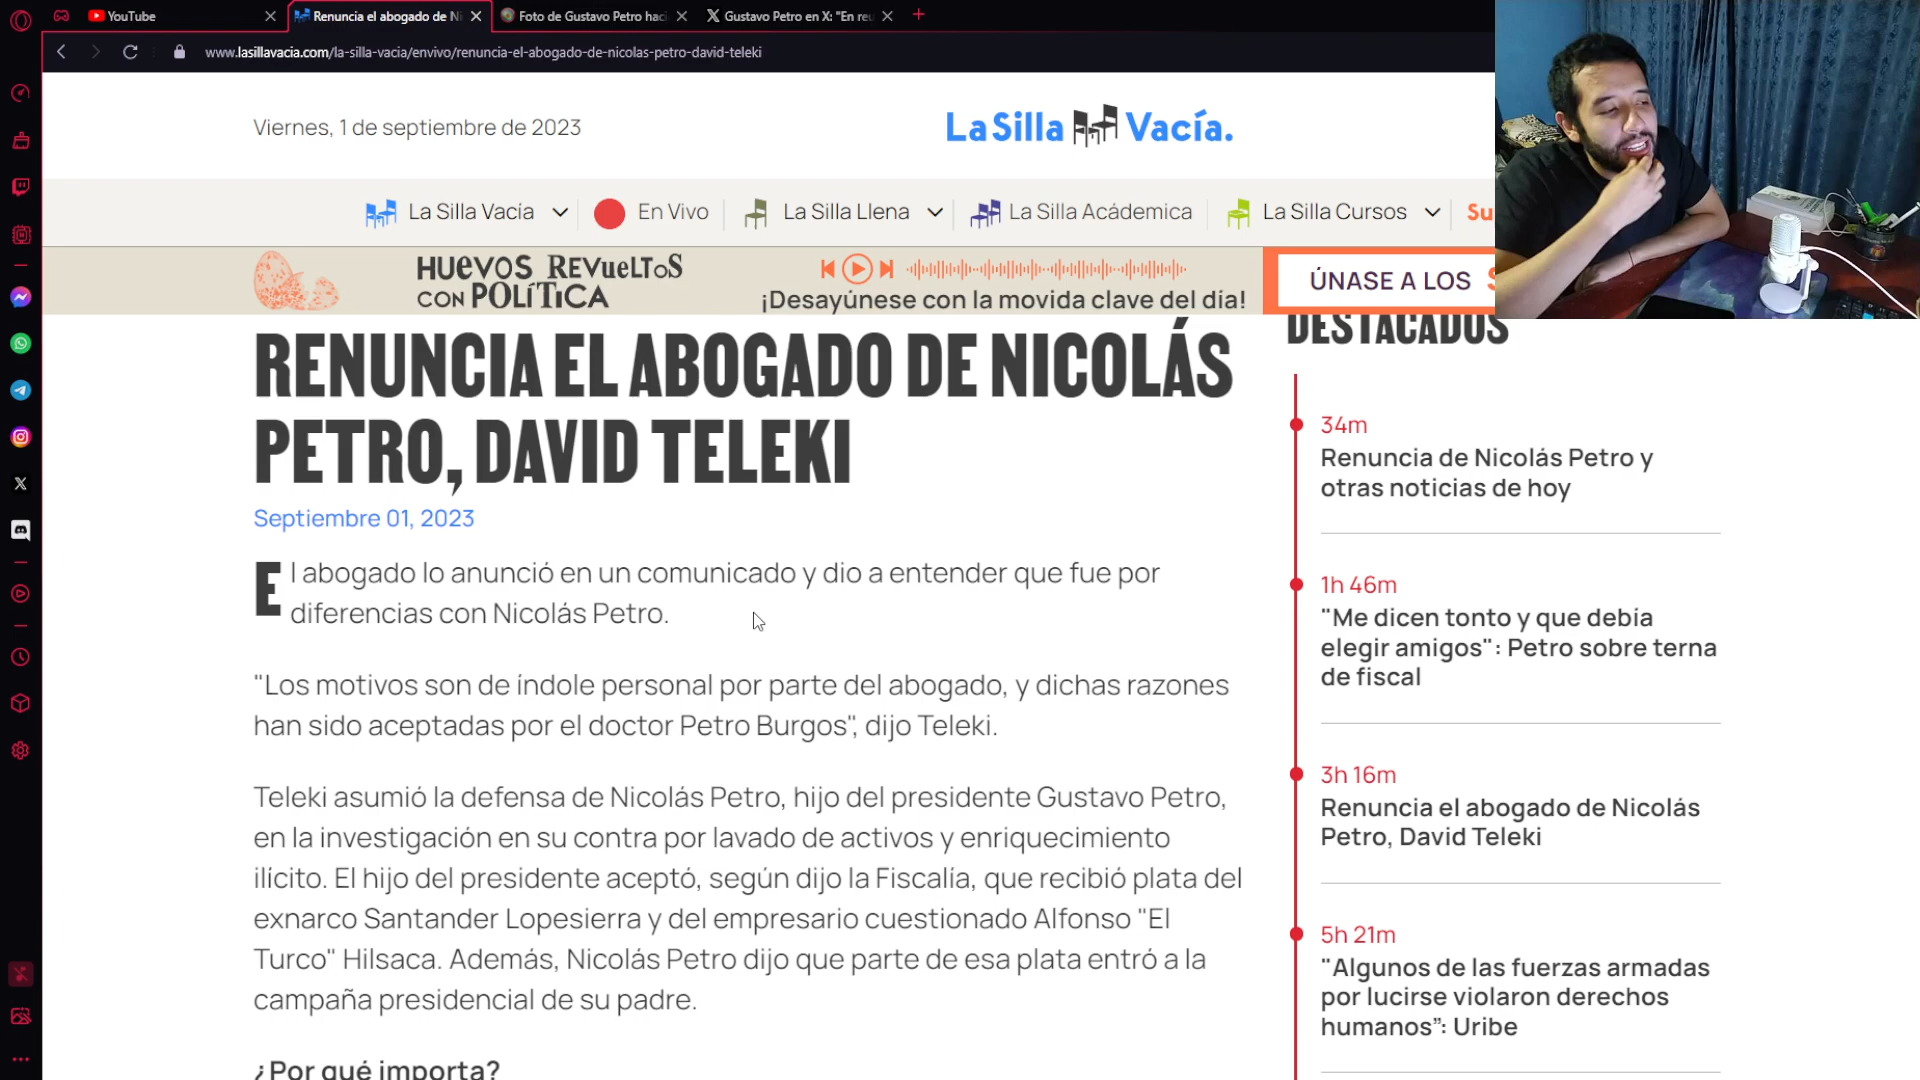 YouTube
Renuncia el abogado de Ni
Foto de Gustavo Petro haci
Gustavo Petro en X: "En reu
www.lasillavacia.com/la-silla-vacia/envivo/renuncia-el-abogado-de-nicolas-petro-david-teleki
Viernes, 1 de septiembre de 2023
La Silla Vacía.
La Silla Vacía
En Vivo
La Silla Llena
La Silla Académica
La Silla Cursos
Su
HUEVOS REVUELTOS
CON POLÍTICA
¡Desayúnese con la movida clave del día!
ÚNASE A LOS S
RENUNCIA EL ABOGADO DE NICOLÁS
PETRO, DAVID TELEKI
Septiembre 01, 2023
El abogado lo anunció en un comunicado y dio a entender que fue por
diferencias con Nicolás Petro.
"Los motivos son de índole personal por parte del abogado, y dichas razones
han sido aceptadas por el doctor Petro Burgos", dijo Teleki.
Teleki asumió la defensa de Nicolás Petro, hijo del presidente Gustavo Petro,
en la investigación en su contra por lavado de activos y enriquecimiento
ilícito. El hijo del presidente aceptó, según dijo la Fiscalía, que recibió plata del
exnarco Santander Lopesierra y del empresario cuestionado Alfonso "El
Turco" Hilsaca. Además, Nicolás Petro dijo que parte de esa plata entró a la
campaña presidencial de su padre.
¿Por qué importa?
DESTACADOS
34m
Renuncia de Nicolás Petro y
otras noticias de hoy
1h 46m
"Me dicen tonto y que debía
elegir amigos": Petro sobre terna
de fiscal
3h 16m
Renuncia el abogado de Nicolás
Petro, David Teleki
5h 21m
"Algunos de las fuerzas armadas
por lucirse violaron derechos
humanos”: Uribe